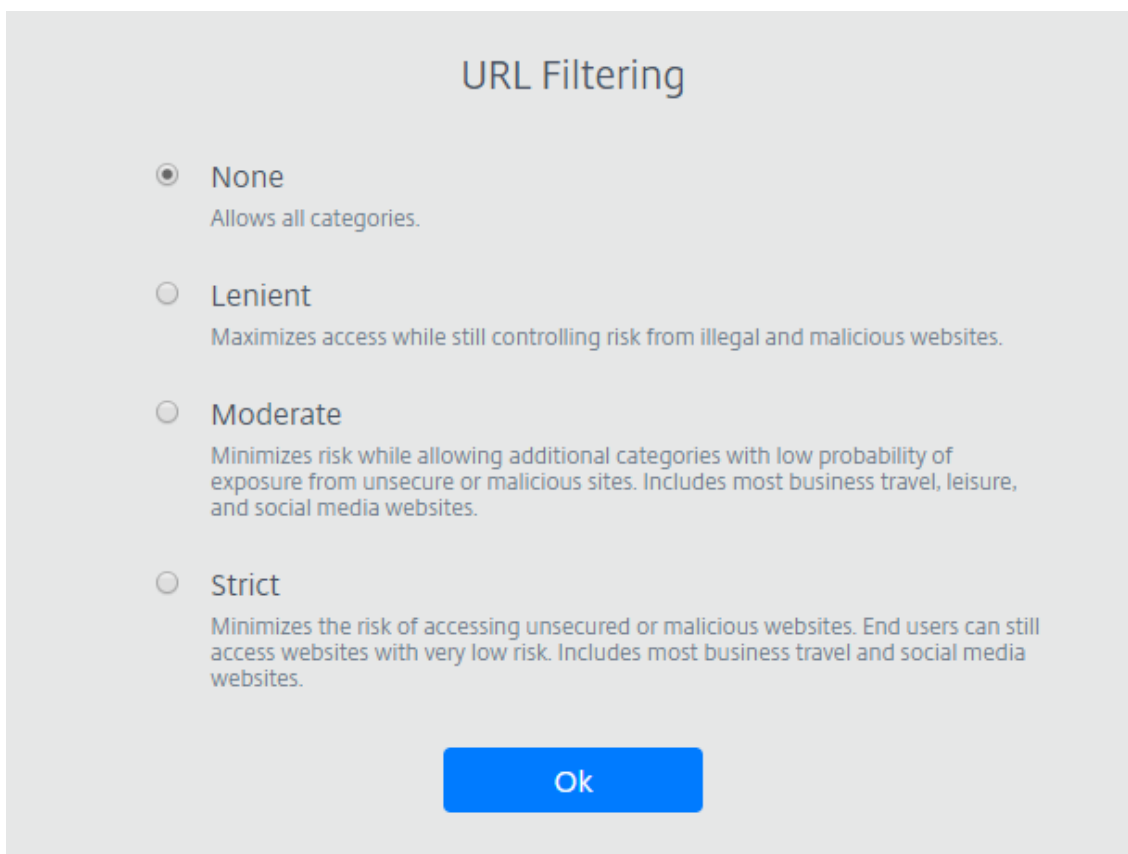 URL Filtering
None
Allows all categories.
Lenient
Maximizes access while still controlling risk from illegal and malicious websites.
Moderate
Minimizes risk while allowing additional categories with low probability of
exposure from unsecure or malicious sites. Includes most business travel, leisure,
and social media websites.
Strict
Minimizes the risk of accessing unsecured or malicious websites. End users can still
access websites with very low risk. Includes most business travel and social media
websites.
Ok